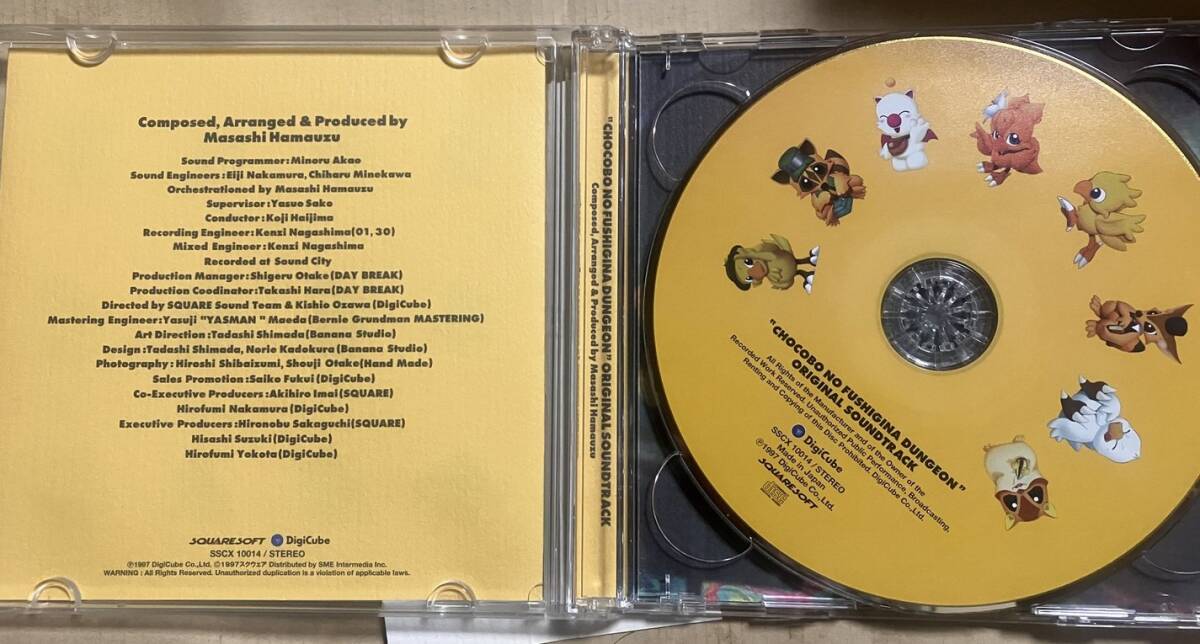 Composed, Arranged & Produced by
Masashi Hamauzu
Sound Programmer:Minoru Akao
Sound Engineers:Eiji Nakamura, Chiharu Minekawa
Orchestrationed by Masashi Hamauzu
Supervisor:Yasuo Sako
Conductor:Koji Haijima
Recording Engineer:Kenzi Nagashima(01, 30)
Mixed Engineer:Kenzi Nagashima
Recorded at Sound City
Production Manager:Shigeru Otake(DAY BREAK)
Production Coodinator:Takashi Hara(DAY BREAK)
Directed by SQUARE Sound Team & Kishio Ozawa(DigiCube)
Mastering Engineer:Yasuji "YASMAN" Maeda(Bernie Grundman MASTERING)
Art Direction:Tadashi Shimada(Banana Studio)
Design:Tadashi Shimada, Norie Kadokura(Banana Studio)
Photography:Hiroshi Shibaizumi, Shouji Otake(Hand Made)
Sales Promotion:Saiko Fukui(DigiCube)
Co-Executive Producers:Akihiro Imai(SQUARE)
Hirofumi Nakamura(DigiCube)
Executive Producers:Hironobu Sakaguchi(SQUARE)
Hisashi Suzuki(DigiCube)
Hirofumi Yokota(DigiCube)
SQUARESOFT DigiCube
SSCX 10014 / STEREO
℗1997 DigiCube Co.,Ltd. ©1997スクウェア Distributed by SME Intermedia Inc.
WARNING : All Rights Reserved. Unauthorized duplication is a violation of applicable laws.
"CHOCOBO NO FUSHIGINA DUNGEON" ORIGINAL SOUNDTRACK
Composed, Arranged & Produced by Masashi Hamauzu
"CHOCOBO NO FUSHIGINA DUNGEON"
ORIGINAL SOUNDTRACK
All Rights of the Manufacturer and of the Owner of the
Recorded Work Reserved. Unauthorized Public Performance, Broadcasting,
Renting and Copying of this Disc Prohibited. DigiCube Co.,Ltd.
DigiCube
SSCX 10014 / STEREO
Made in Japan
℗1997 DigiCube Co., Ltd.
SQUARESOFT